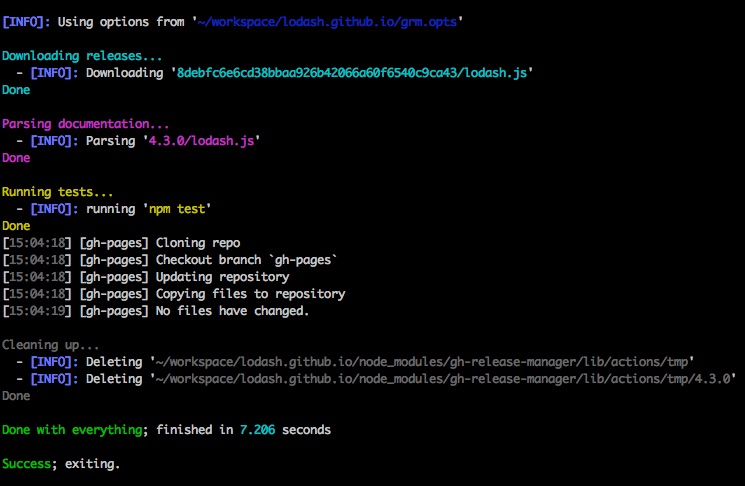 [INFO]: Using options from '~/workspace/lodash.github.io/grm.opts'
Downloading releases...
- [INFO]: Downloading '8debfc6e6cd38bbaa926b42066a60f6540c9ca43/lodash.js'
Done
Parsing documentation...
- [INFO]: Parsing '4.3.0/lodash.js'
Done
Running tests...
- [INFO]: running 'npm test'
Done
[15:04:18] [gh-pages] Cloning repo
[15:04:18] [gh-pages] Checkout branch `gh-pages`
[15:04:18] [gh-pages] Updating repository
[15:04:18] [gh-pages] Copying files to repository
[15:04:19] [gh-pages] No files have changed.
Cleaning up...
- [INFO]: Deleting '~/workspace/lodash.github.io/node_modules/gh-release-manager/lib/actions/tmp'
- [INFO]: Deleting '~/workspace/lodash.github.io/node_modules/gh-release-manager/lib/actions/tmp/4.3.0'
Done
Done with everything; finished in 7.206 seconds
Success; exiting.